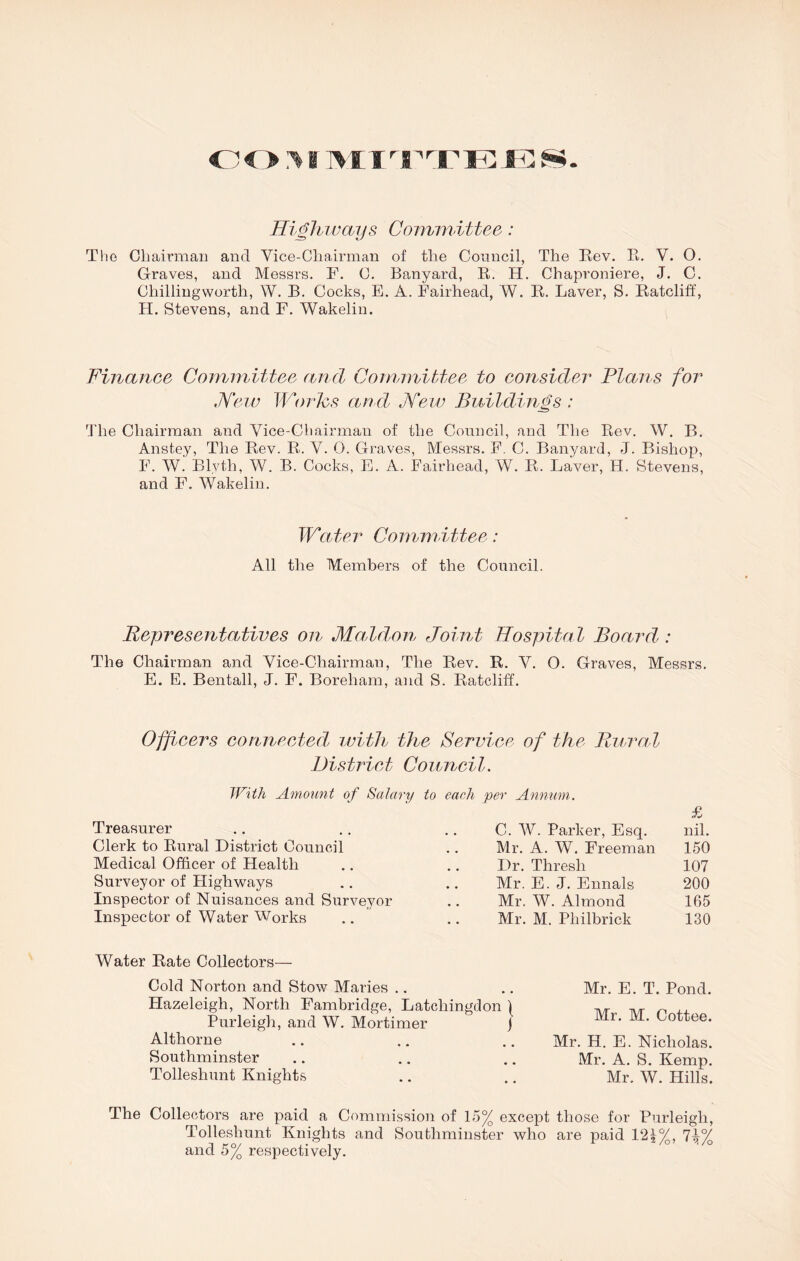 COMMITTEES.
Highways Committee :
The Chairman and Vice-Chairman of the Council, The Rev. R. V. O.
Graves, and Messrs. F. C. Banyard, R. H. Chaproniere, J. C.
Chillingworth, W. B. Cocks, E. A. Fairhead, W. R. Laver, S. Ratcliff,
H. Stevens, and F. Wakelin.
Finance Committee and Committee to consider Plans for
New Works and New Buildings :
The Chairman and Vice-Chairman of the Council, and The Rev. W. B.
Anstey, The Rev. R. V. O. Graves, Messrs. F. C. Banyard, J. Bishop,
F. W. Blyth, W. B. Cocks, E. A. Fairhead, W. R. Laver, H. Stevens,
and F. Wakelin.
Water Committee :
All the Members of the Council.
Representatives on Maldon Joint Hospital Board :
The Chairman and Vice-Chairman, The Rev. R. V. O. Graves, Messrs.
E. E. Bentall, J. F. Boreham, and S. Ratcliff.
Officers connected with the Service of the Rural
District Council.
With Amount of Salary to each per Annum.
£
Treasurer .. .. .. C. W. Parker, Esq. nil.
Clerk to Rural District Council .. Mr. A. W. Freeman 150
Medical Officer of Health .. .. Dr. Thresh 107
Surveyor of Highways .. .. Mr. E. J. Ennals 200
Inspector of Nuisances and Surveyor .. Mr. W. Almond 165
Inspector of Water Works .. .. Mr. M. Philbrick 130
Water Rate Collectors—
Cold Norton and Stow Maries .. .. Mr. E. T. Pond.
Hazeleigh, North Fambridge, Latchingdon }
Purleigh, and W. Mortimer } Mr. M. Cottee.
Althorne .. .. .. Mr. H. E. Nicholas.
Southminster .. .. .. Mr. A. S. Kemp.
Tolleshunt Knights .. .. Mr. W. Hills.
The Collectors are paid a Commission of 15% except those for Purleigh,
Tolleshunt Knights and Southminster who are paid 12½%, 7½%
and 5% respectively.